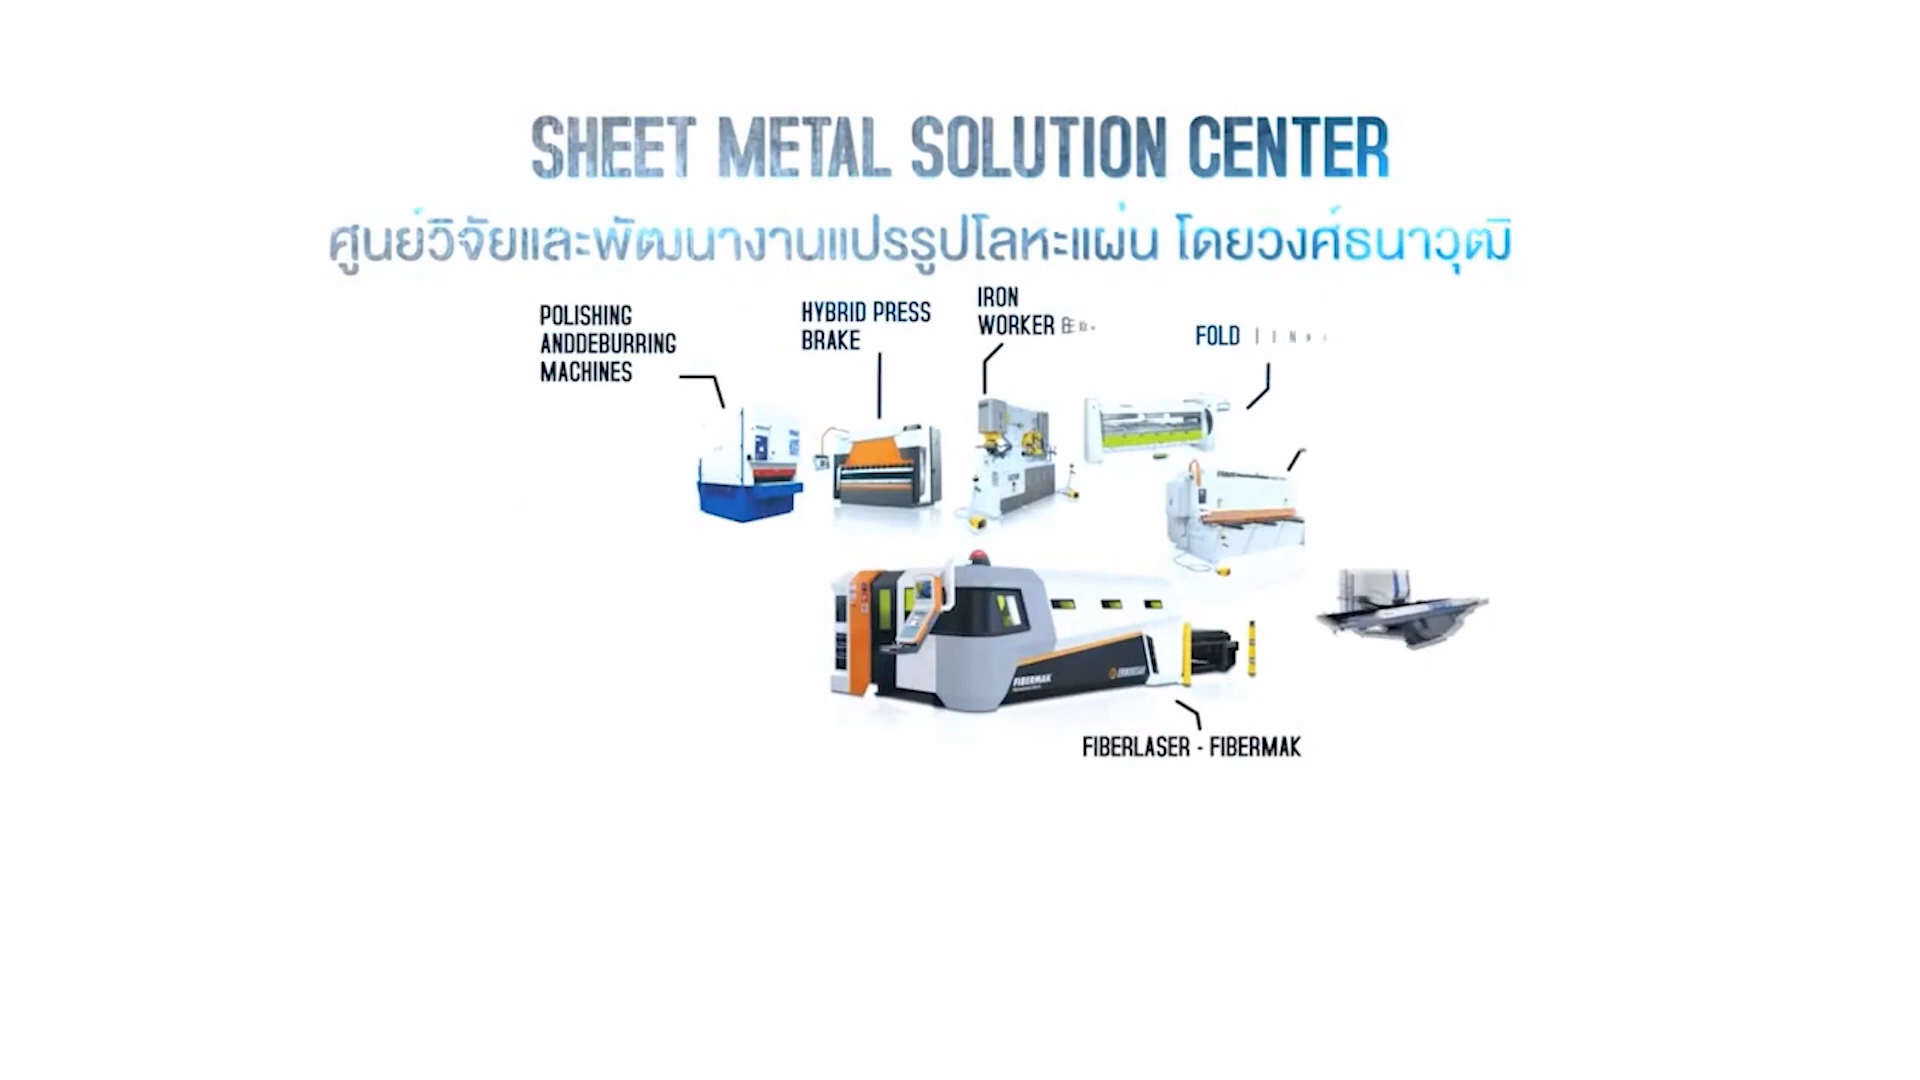 SHEET METAL SOLUTION CENTER
ศูนย์วิจัยและพัฒนางานแปรรูปโลหะแผ่น โดยวงศ์ธนาวุฒิ
POLISHING
ANDDEBURRING
MACHINES
HYBRID PRESS
BRAKE
IRON
WORKER
FOLD
FIBERMAK
ERMAKSAN
FIBERLASER - FIBERMAK